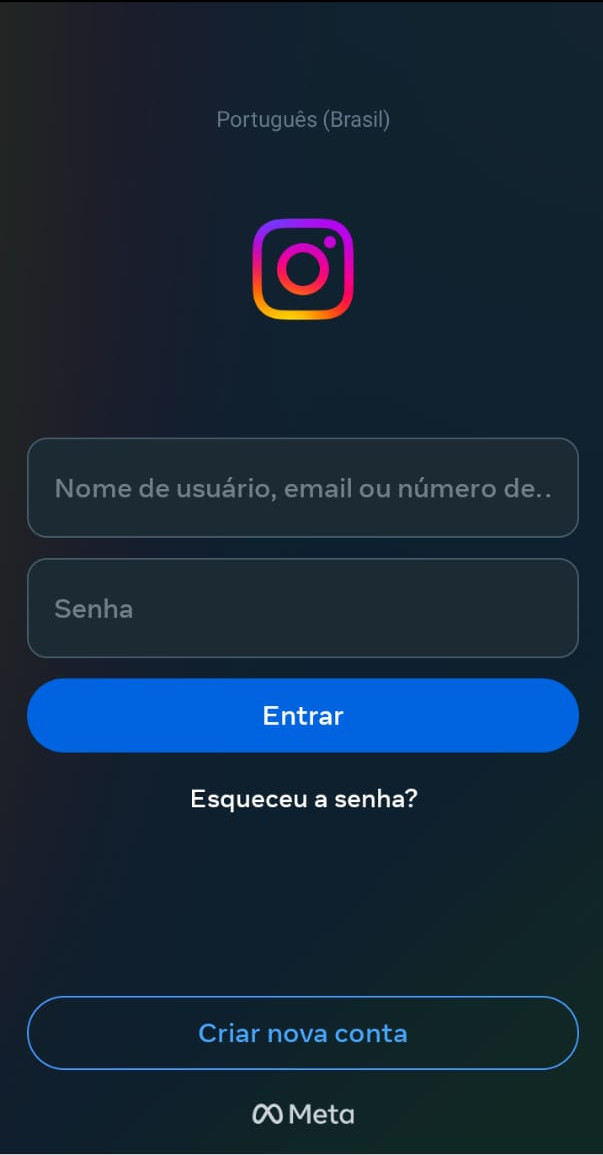 Português (Brasil)
Nome de usuário, email ou número de..
Senha
Entrar
Esqueceu a senha?
Criar nova conta
Meta